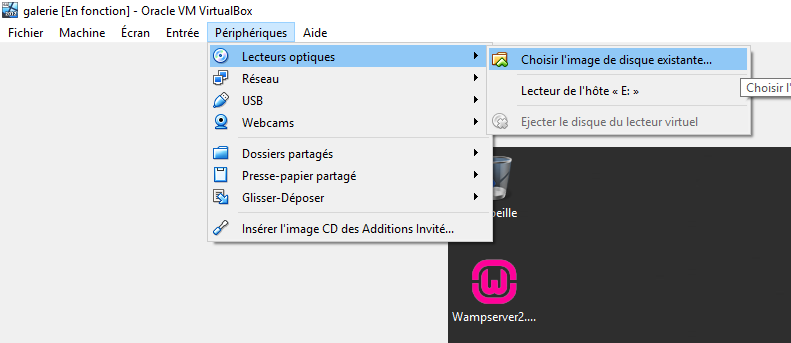 galerie [En fonction] - Oracle VM VirtualBox
Fichier Machine Écran Entrée Périphériques Aide
Lecteurs optiques
Réseau
USB
Webcams
Dossiers partagés
Presse-papier partagé
Glisser-Déposer
Insérer l'image CD des Additions Invité...
Choisir l'image de disque existante...
Lecteur de l'hôte « E: »
Ejecter le disque du lecteur virtuel
Choisir l'
beille
Wampserver2....